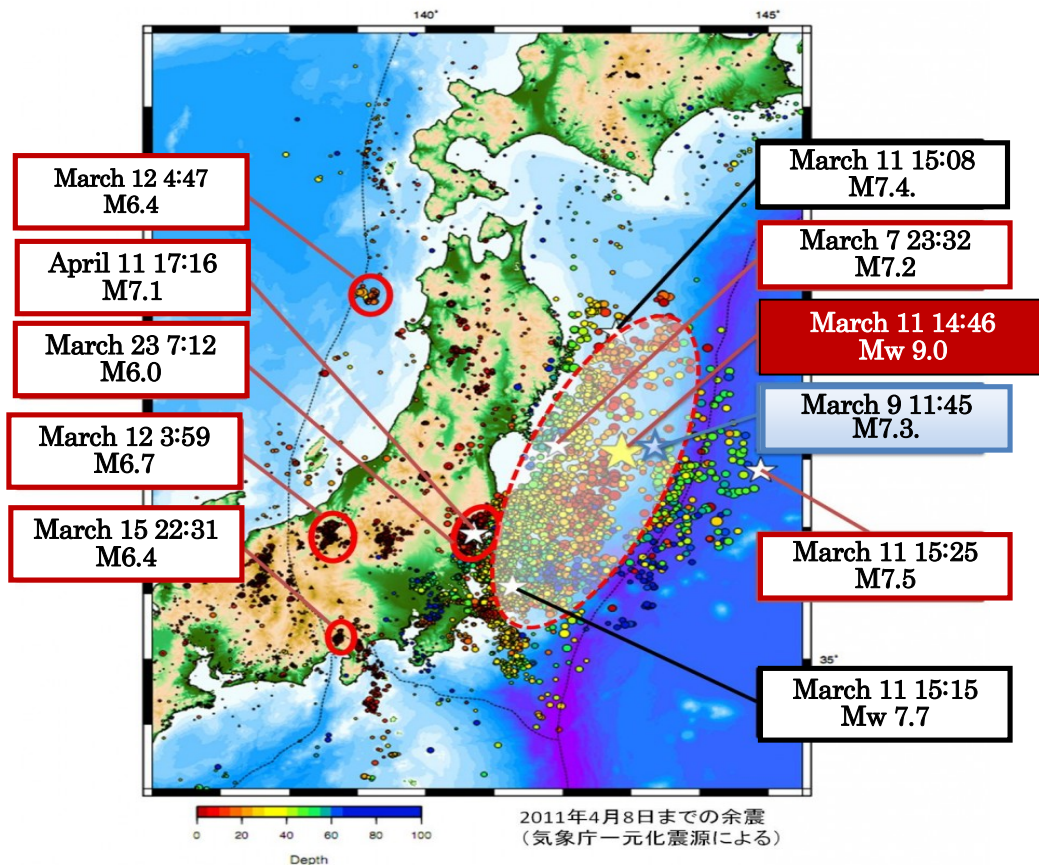 140°
145°
March 12 4:47
M6.4
April 11 17:16
M7.1
March 23 7:12
M6.0
March 12 3:59
M6.7
March 15 22:31
M6.4
March 11 15:08
M7.4.
March 7 23:32
M7.2
March 11 14:46
Mw 9.0
March 9 11:45
M7.3.
March 11 15:25
M7.5
35°
March 11 15:15
Mw 7.7
0 20 40 60 80 100
Depth
2011年4月8日までの余震
（気象庁一元化震源による）